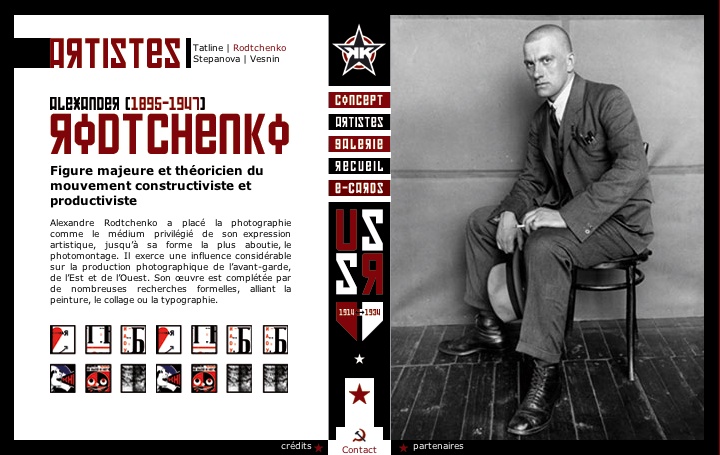 ARTISTES
Tatline | Rodtchenko
Stepanova | Vesnin
ALEXANDER (1895-1947)
RODTCHENKO
Figure majeure et théoricien du
mouvement constructiviste et
productiviste
Alexandre Rodtchenko a placé la photographie
comme le médium privilégié de son expression
artistique, jusqu'à sa forme la plus aboutie, le
photomontage. Il exerce une influence considérable
sur la production photographique de l'avant-garde,
de l'Est et de l'Ouest. Son œuvre est complétée par
de nombreuses recherches formelles, alliant la
peinture, le collage ou la typographie.
KK
CONCEPT
ARTISTES
GALERIE
RECUEIL
E-CARDS
US
SR
1914 1934
Contact
crédits
partenaires